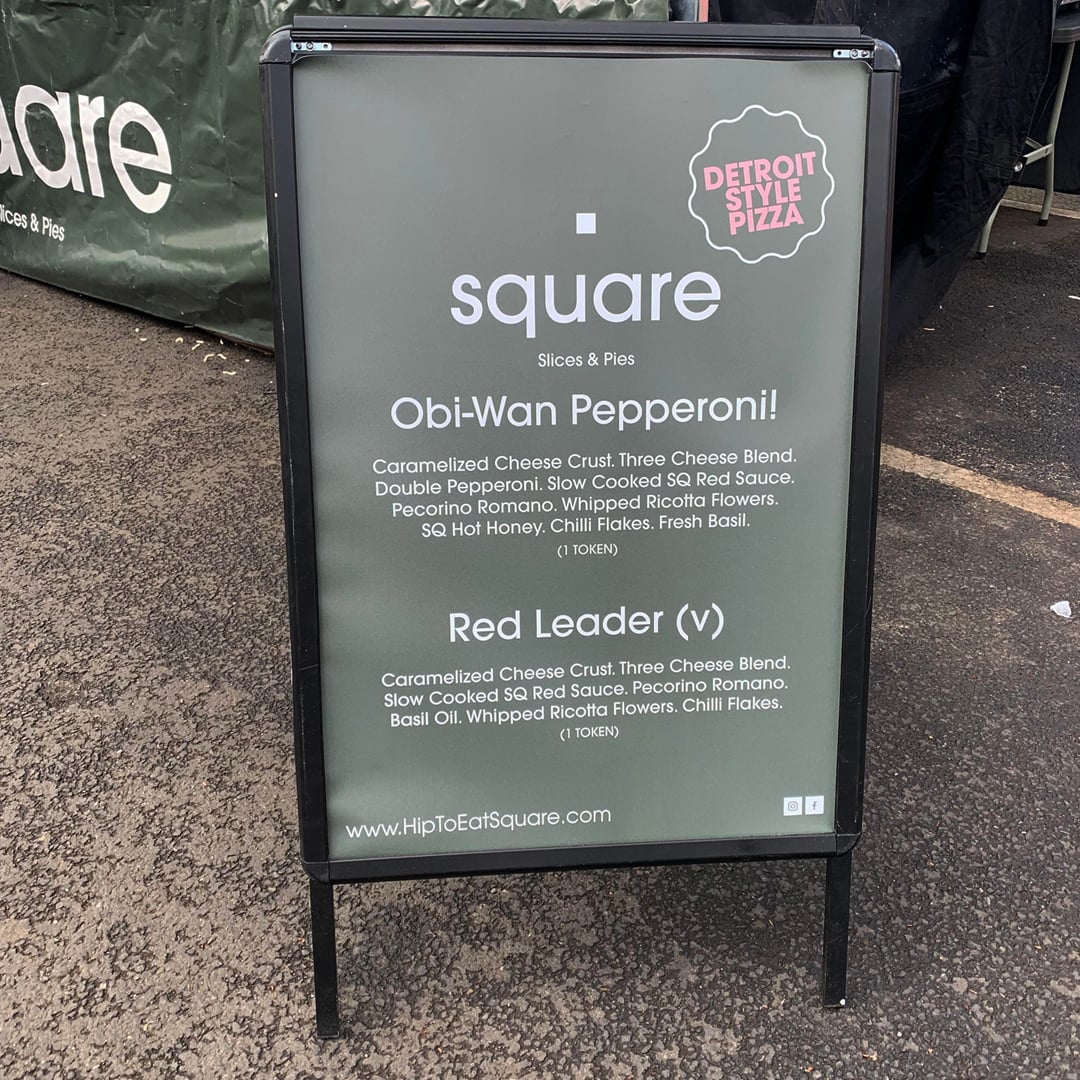 uare
lices & Pies
DETROIT
STYLE
PIZZA
square
Slices & Pies
Obi-Wan Pepperoni!
Caramelized Cheese Crust. Three Cheese Blend.
Double Pepperoni. Slow Cooked SQ Red Sauce.
Pecorino Romano. Whipped Ricotta Flowers.
SQ Hot Honey. Chilli Flakes. Fresh Basil.
(1 TOKEN)
Red Leader (v)
Caramelized Cheese Crust. Three Cheese Blend.
Slow Cooked SQ Red Sauce. Pecorino Romano.
Basil Oil. Whipped Ricotta Flowers. Chilli Flakes.
(1 TOKEN)
www.HipToEatSquare.com